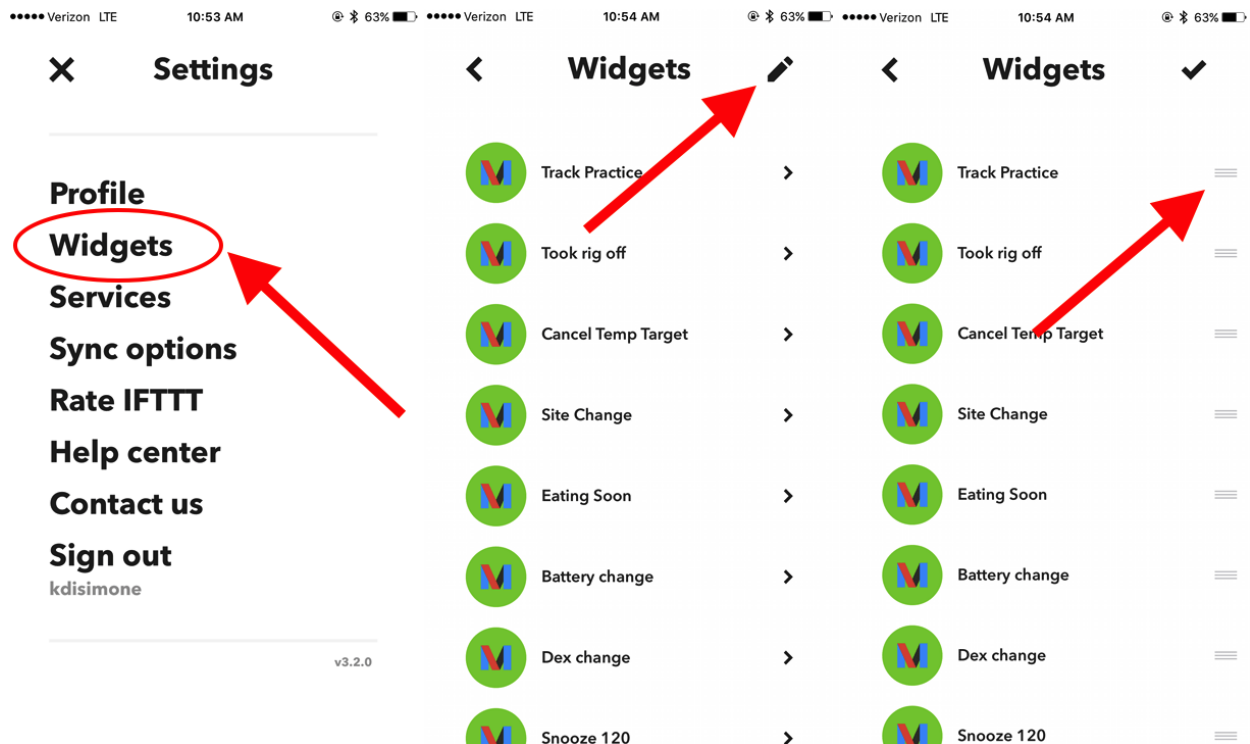 Verizon LTE 10:53 AM 63%
Settings
Profile
Widgets
Services
Sync options
Rate IFTTT
Help center
Contact us
Sign out
kdisimone
v3.2.0
Verizon LTE 10:54 AM 63%
Widgets
Track Practice
Took rig off
Cancel Temp Target
Site Change
Eating Soon
Battery change
Dex change
Snooze 120
Verizon LTE 10:54 AM 63%
Widgets
Track Practice
Took rig off
Cancel Temp Target
Site Change
Eating Soon
Battery change
Dex change
Snooze 120